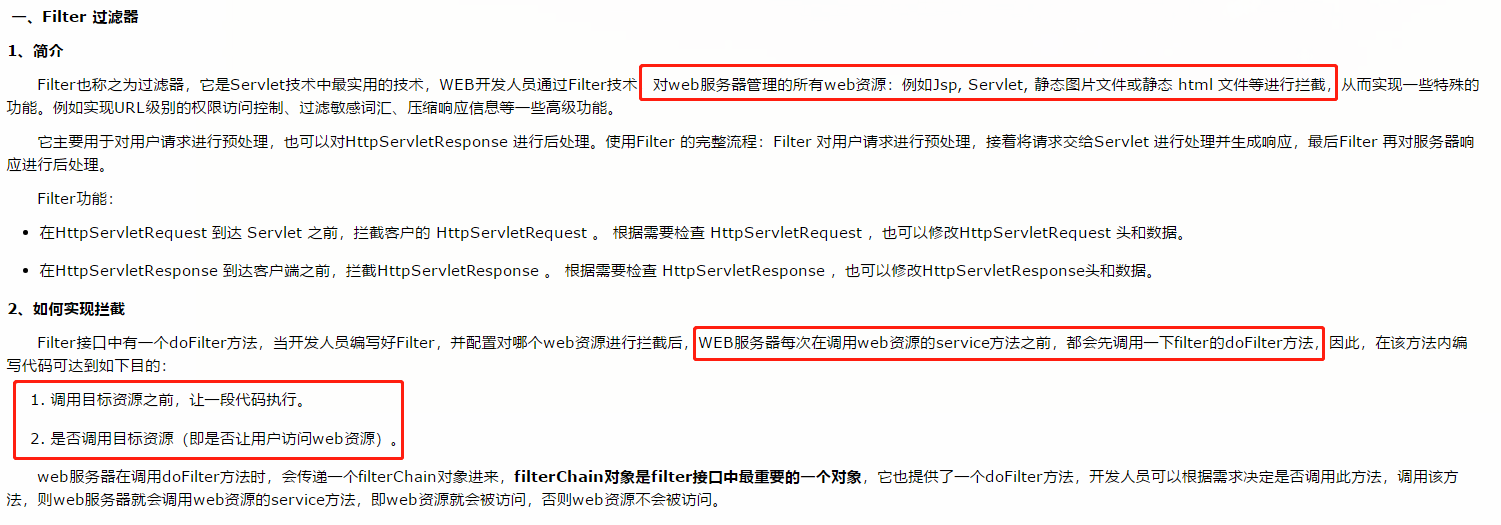 一、Filter 过滤器
1、简介
Filter也称之为过滤器，它是Servlet技术中最实用的技术，WEB开发人员通过Filter技术，对web服务器管理的所有web资源：例如Jsp, Servlet, 静态图片文件或静态 html 文件等进行拦截，从而实现一些特殊的
功能。例如实现URL级别的权限访问控制、过滤敏感词汇、压缩响应信息等一些高级功能。
它主要用于对用户请求进行预处理，也可以对HttpServletResponse 进行后处理。使用Filter 的完整流程：Filter 对用户请求进行预处理，接着将请求交给Servlet 进行处理并生成响应，最后Filter 再对服务器响
应进行后处理。
Filter功能：
• 在HttpServletRequest 到达 Servlet 之前，拦截客户的 HttpServletRequest 。 根据需要检查 HttpServletRequest ，也可以修改HttpServletRequest 头和数据。
• 在HttpServletResponse 到达客户端之前，拦截HttpServletResponse 。 根据需要检查 HttpServletResponse ，也可以修改HttpServletResponse头和数据。
2、如何实现拦截
Filter接口中有一个doFilter方法，当开发人员编写好Filter，并配置对哪个web资源进行拦截后，WEB服务器每次在调用web资源的service方法之前，都会先调用一下filter的doFilter方法，因此，在该方法内编
写代码可达到如下目的：
1. 调用目标资源之前，让一段代码执行。
2. 是否调用目标资源（即是否让用户访问web资源）。
web服务器在调用doFilter方法时，会传递一个filterChain对象进来，filterChain对象是filter接口中最重要的一个对象，它也提供了一个doFilter方法，开发人员可以根据需求决定是否调用此方法，调用该方
法，则web服务器就会调用web资源的service方法，即web资源就会被访问，否则web资源不会被访问。